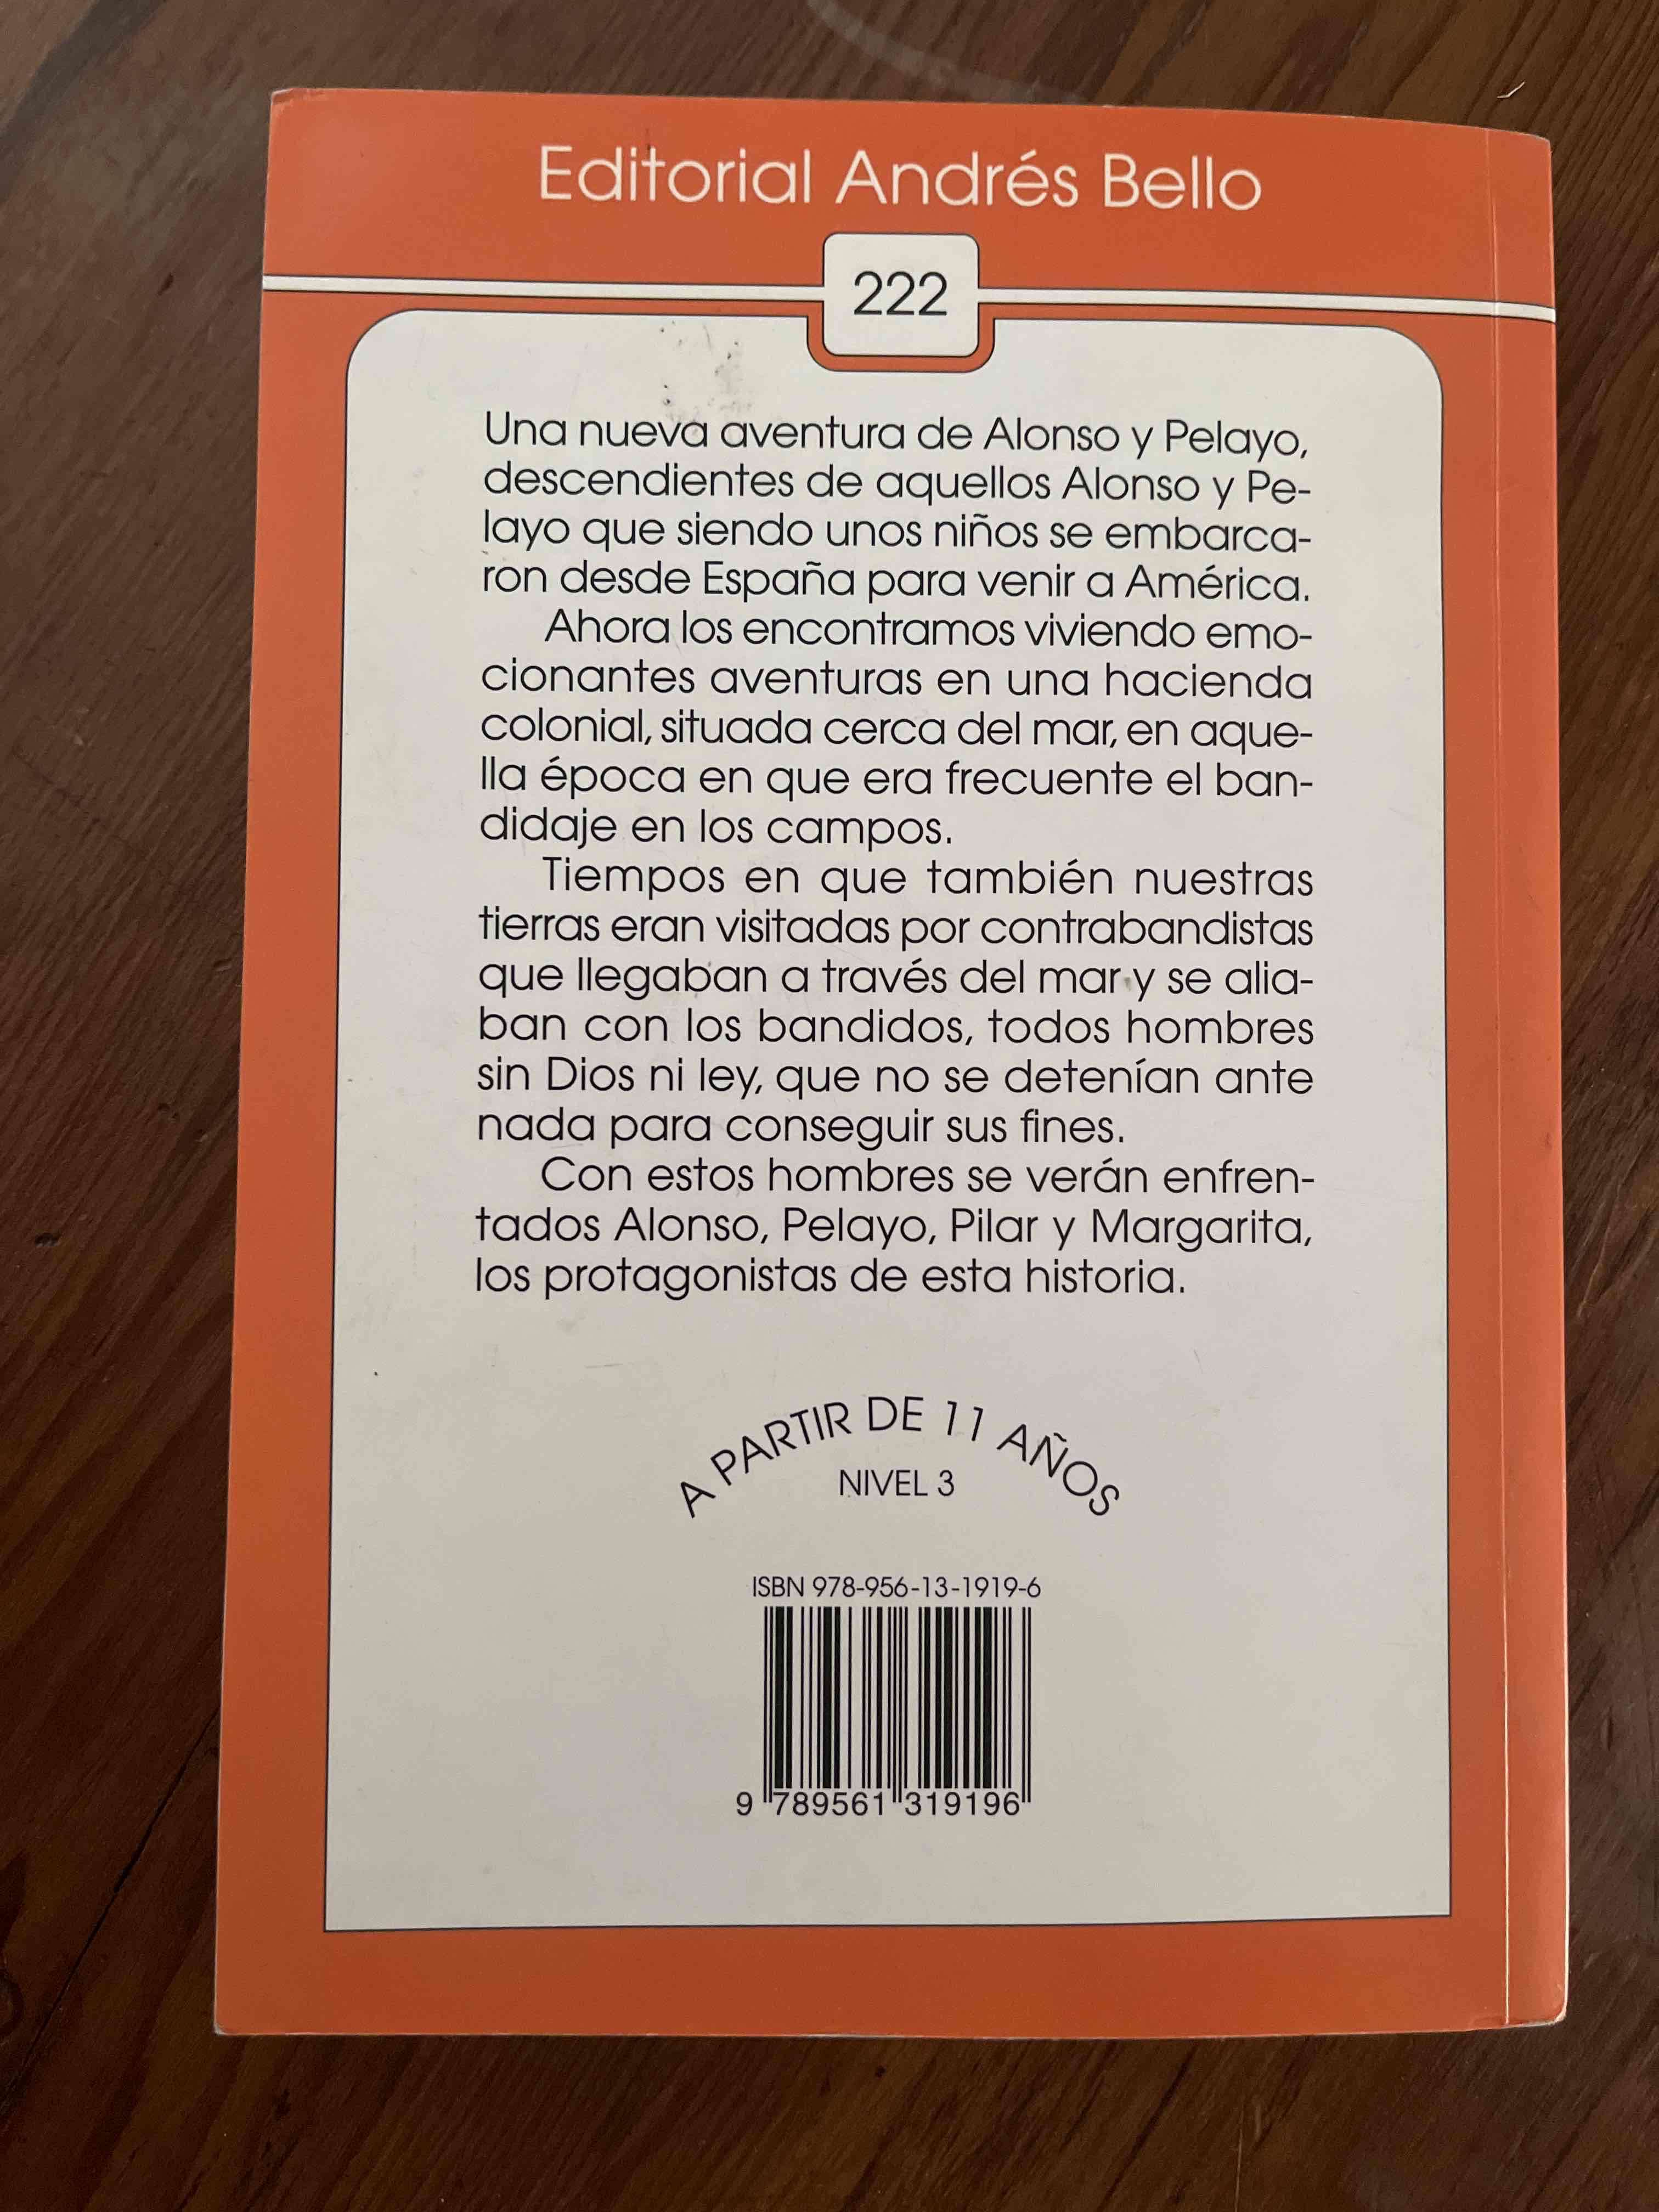 Editorial Andrés Bello
222
Una nueva aventura de Alonso y Pelayo,
descendientes de aquellos Alonso y Pe-
layo que siendo unos niños se embarca-
ron desde España para venir a América.
Ahora los encontramos viviendo emo-
cionantes aventuras en una hacienda
colonial, situada cerca del mar, en aque-
lla época en que era frecuente el ban-
didaje en los campos.
Tiempos en que también nuestras
tierras eran visitadas por contrabandistas
que llegaban a través del mar y se alia-
ban con los bandidos, todos hombres
sin Dios ni ley, que no se detenían ante
nada para conseguir sus fines.
Con estos hombres se verán enfren-
tados Alonso, Pelayo, Pilar y Margarita,
los protagonistas de esta historia.
A PARTIR DE 11 AÑOS
NIVEL 3
ISBN 978-956-13-1919-6
9 789561 319196